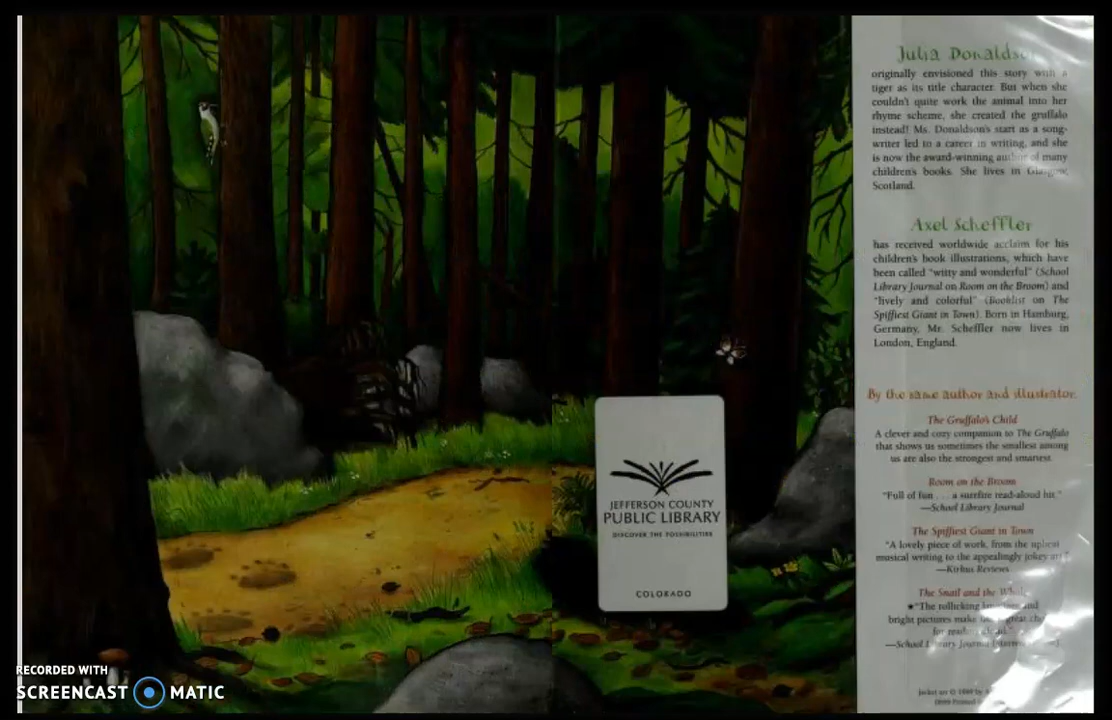 Julia
originally envisioned this story with a
tiger as its title character. But when she
couldn't quite work the animal into her
rhyme scheme, she created the gruffalo
instead! Ms. Donaldson's start as a song-
writer led to a career in writing, and she
is now the award-winning author of many
children's books. She lives in Glasgow,
Scotland.
Axel Scheffler
has received worldwide acclaim for his
children's book illustrations, which have
been called "witty and wonderful" (School
Library Journal on Room on the Broom) and
"lively and colorful" (Booklist on The
Spiffiest Giant in Town). Born in Hamburg,
Germany, Mr. Scheffler now lives in
London, England.
By the same author and illustrator
The Gruffalo's Child
A clever and cozy companion to The Gruffalo
that shows us sometimes the smallest among
us are also the strongest and smartest.
Room on the Broom
"Full of fun . . . a surefire read-aloud hit."
—School Library Journal
The Spiffiest Giant in Town
"A lovely piece of work, from the upbeat
musical writing to the appealingly jokey art."
—Kirkus Reviews
The Snail and the Whale
★"The rollicking and
bright pictures make great
for
—School Library Journal
Jacket art © 1999 by
Printed
JEFFERSON COUNTY
PUBLIC LIBRARY
DISCOVER THE POSSIBILITIES
COLORADO
RECORDED WITH
SCREENCAST MATIC